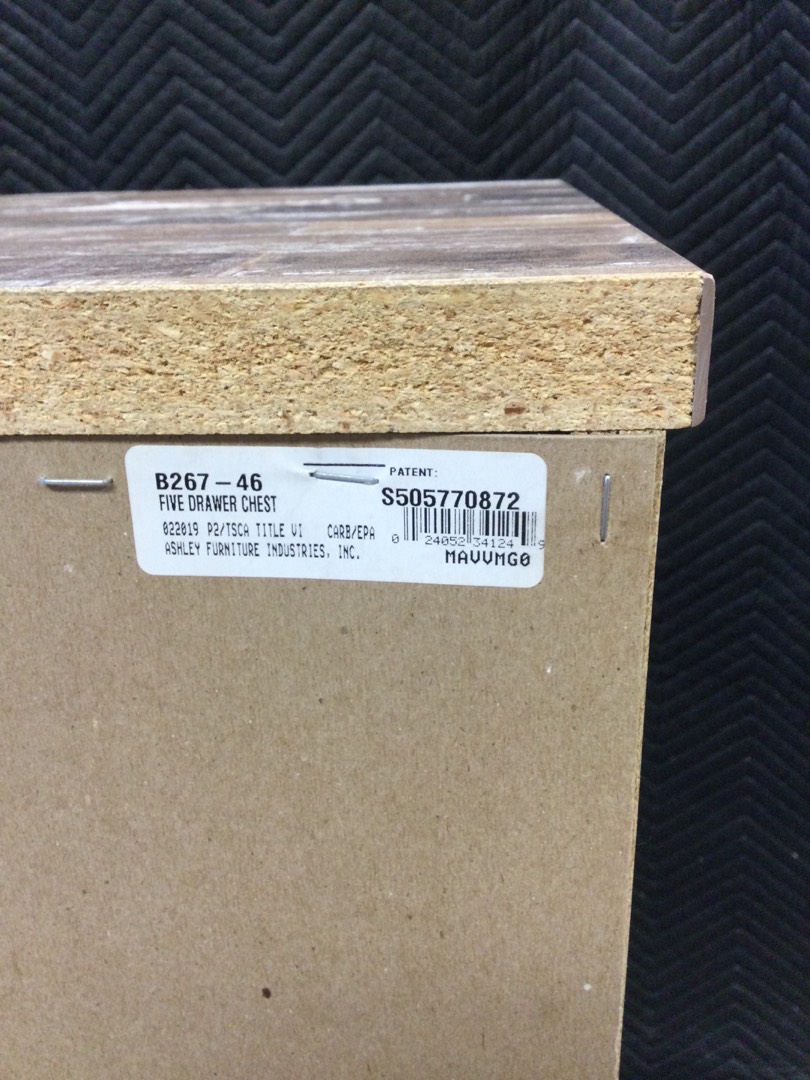 B267-46
FIVE DRAWER CHEST
022019 P2/TSCA TITLE VI CARB/EPA
ASHLEY FURNITURE INDUSTRIES, INC.
PATENT:
S505770872
0 24052 34124 9
MAVVMG0